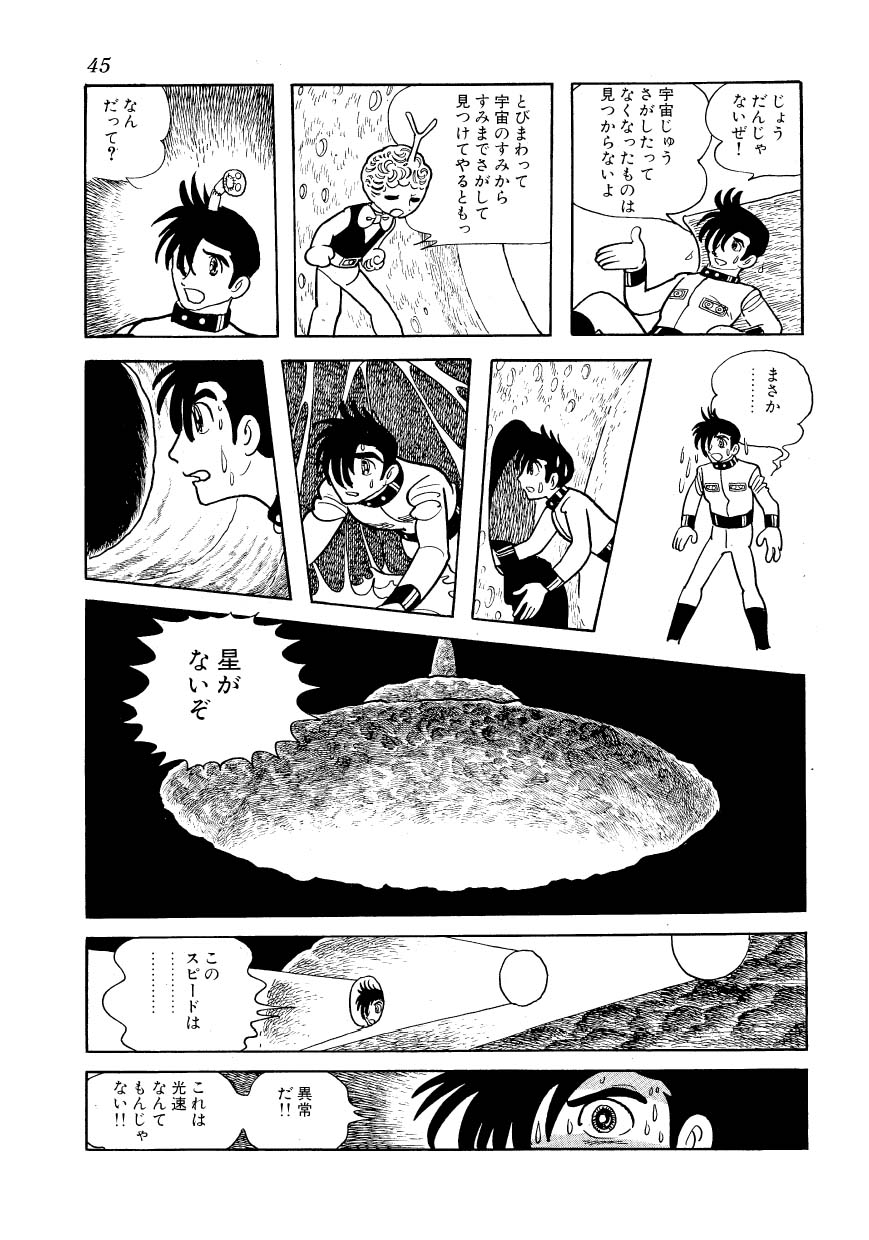 45
じょう
だんじゃ
ないぜ!
宇宙じゅう
さがしたって
なくなったものは
見つからないよ
とびまわって
宇宙のすみから
すみまでさがして
見つけてやるともっ
なん
だって?
まさか
………
星が
ないぞ
この
スピードは
…………
…………
異常
だ!!
これは
光速
なんて
もんじゃ
ない!!